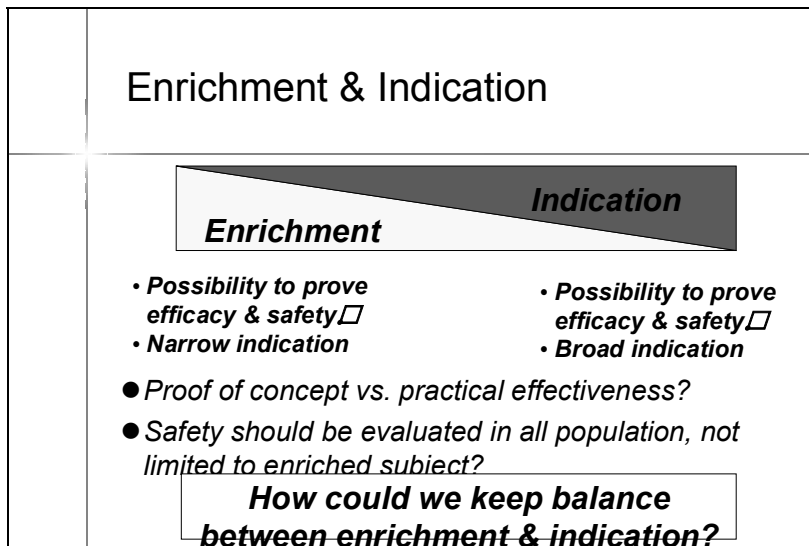 Enrichment & Indication
Indication
Enrichment
• Possibility to prove
efficacy & safety□
• Narrow indication
• Possibility to prove
efficacy & safety□
• Broad indication
● Proof of concept vs. practical effectiveness?
● Safety should be evaluated in all population, not
limited to enriched subject?
How could we keep balance
between enrichment & indication?